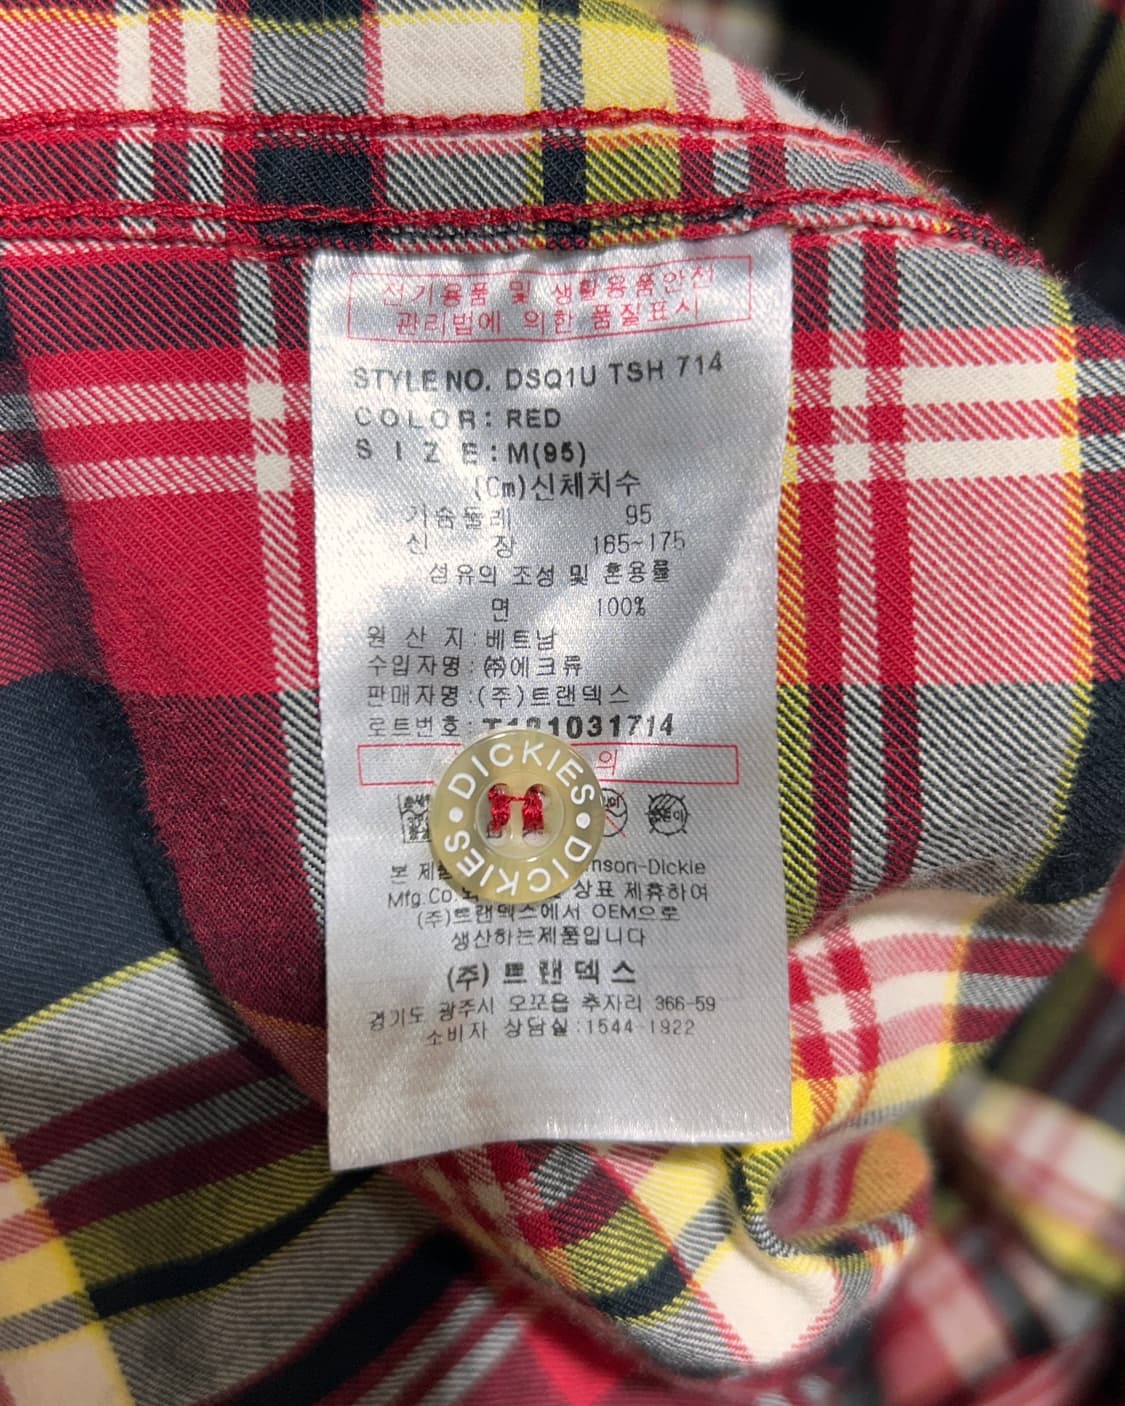 전기용품 및 생활용품안전
관리법에 의한 품질표시
STYLE NO. DSQ1U TSH 714
COLOR: RED
SIZE: M(95)
(Cm)신체치수
가슴둘레 95
신 장 165~175
섬유의 조성 및 혼용률
면 100%
원 산 지 : 베트남
수입자명 : ㈜에크류
판매자명 : (주)트랜덱스
로트번호 : T181031714
의
DICKIES • DICKIES •
본 제 nson-Dickie
Mfg.Co. 상표 제휴하여
(주)트랜덱스에서 OEM으로
생산하는제품입니다
(주) 트랜덱스
경기도 광주시 오포읍 추자리 366-59
소비자 상담실:1544-1922